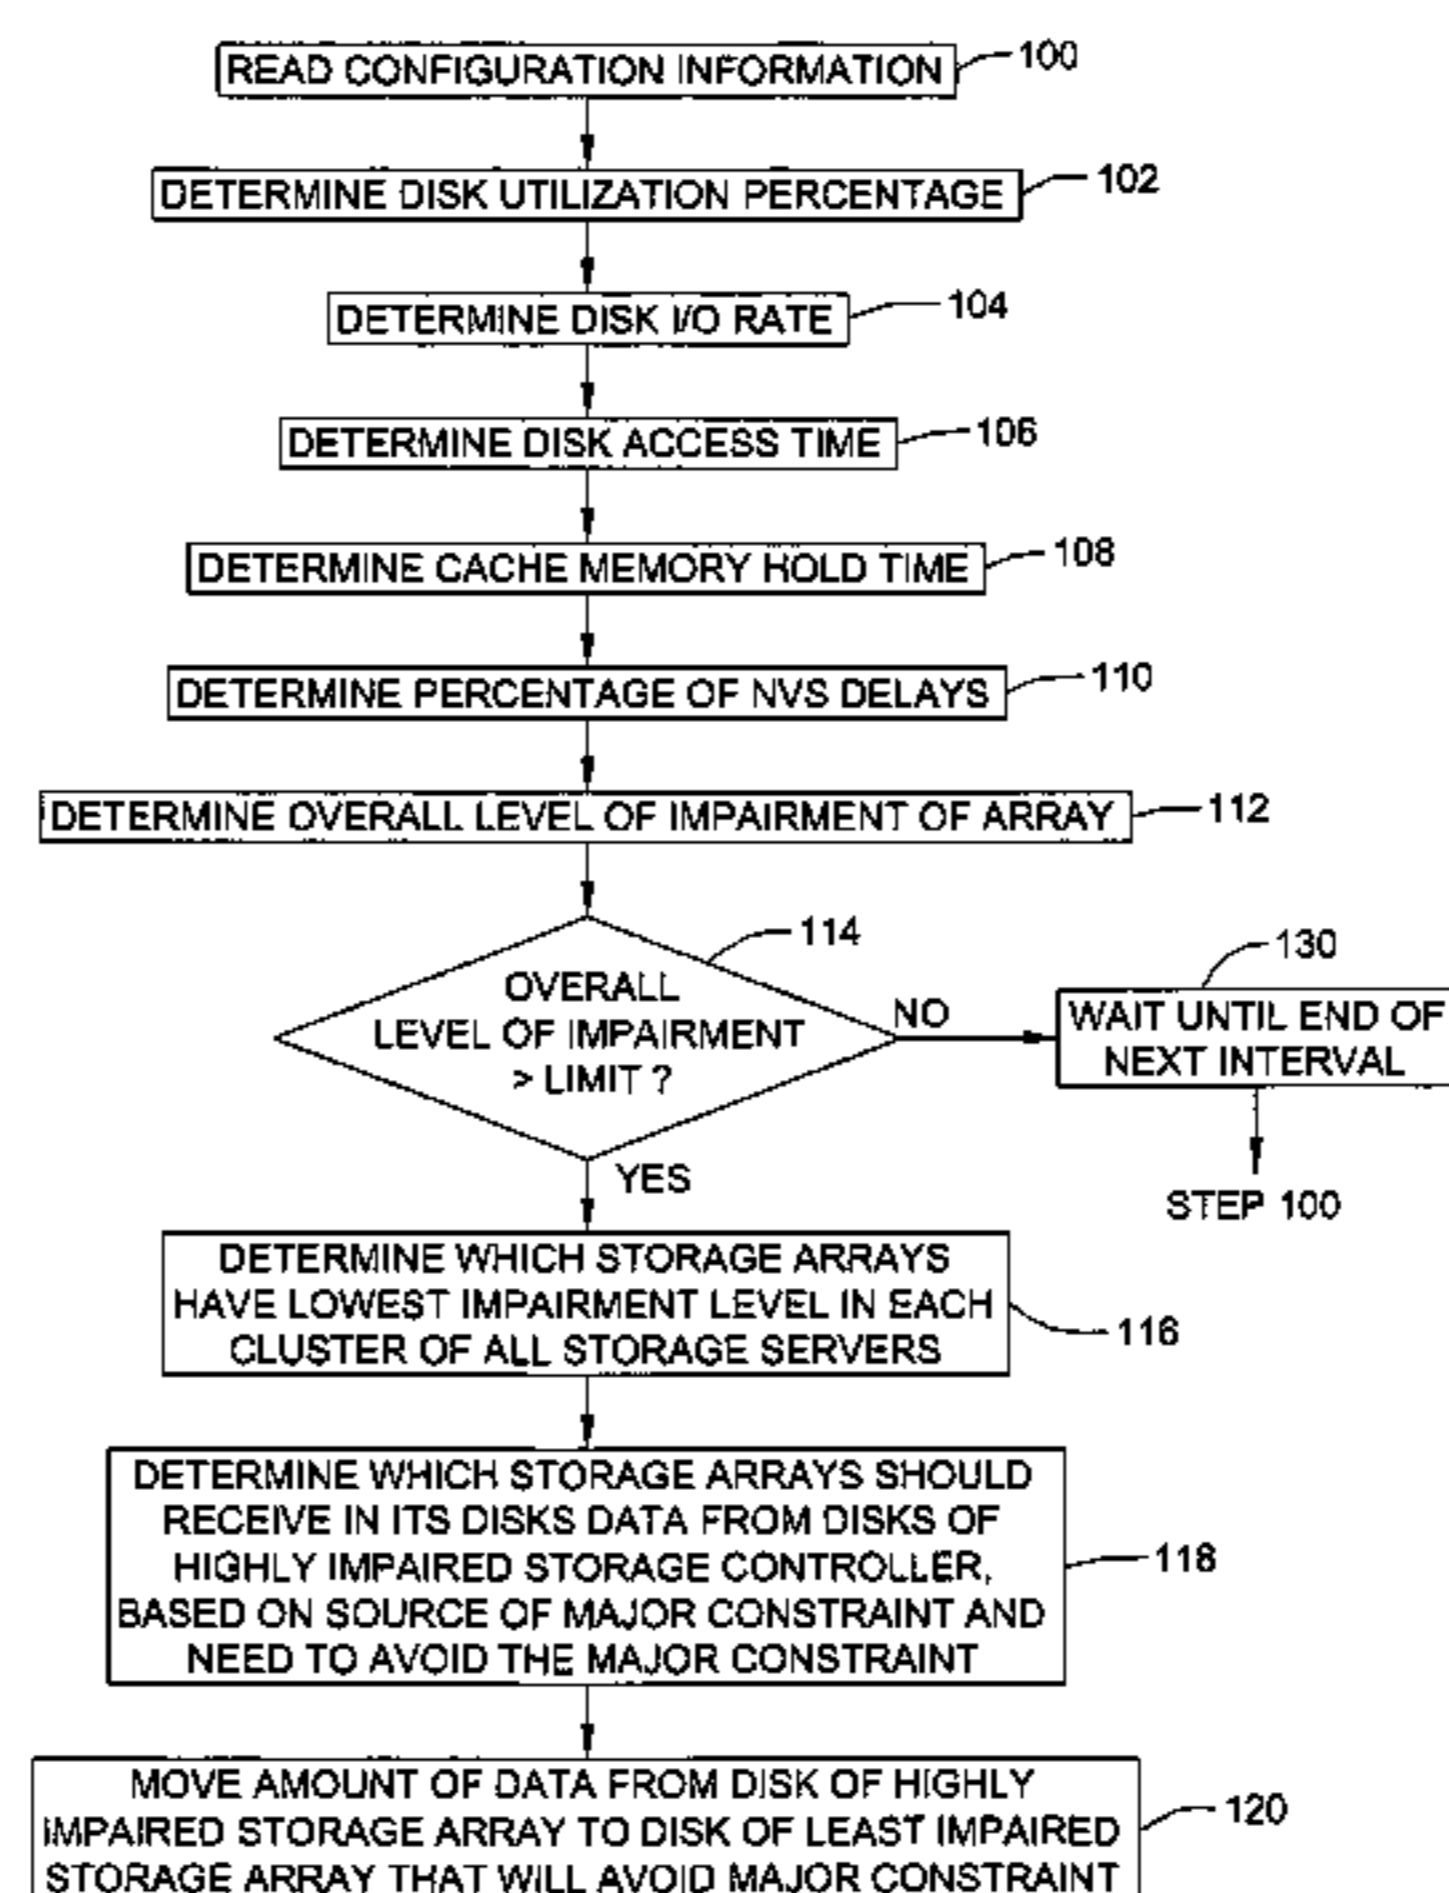 READ CONFIGURATION INFORMATION
100
DETERMINE DISK UTILIZATION PERCENTAGE
102
DETERMINE DISK I/O RATE
104
DETERMINE DISK ACCESS TIME
106
DETERMINE CACHE MEMORY HOLD TIME
108
DETERMINE PERCENTAGE OF NVS DELAYS
110
DETERMINE OVERALL LEVEL OF IMPAIRMENT OF ARRAY
112
114
OVERALL
LEVEL OF IMPAIRMENT
> LIMIT ?
NO
130
WAIT UNTIL END OF
NEXT INTERVAL
STEP 100
YES
DETERMINE WHICH STORAGE ARRAYS
HAVE LOWEST IMPAIRMENT LEVEL IN EACH
CLUSTER OF ALL STORAGE SERVERS
116
DETERMINE WHICH STORAGE ARRAYS SHOULD
RECEIVE IN ITS DISKS DATA FROM DISKS OF
HIGHLY IMPAIRED STORAGE CONTROLLER,
BASED ON SOURCE OF MAJOR CONSTRAINT AND
NEED TO AVOID THE MAJOR CONSTRAINT
118
MOVE AMOUNT OF DATA FROM DISK OF HIGHLY
IMPAIRED STORAGE ARRAY TO DISK OF LEAST IMPAIRED
STORAGE ARRAY THAT WILL AVOID MAJOR CONSTRAINT
120